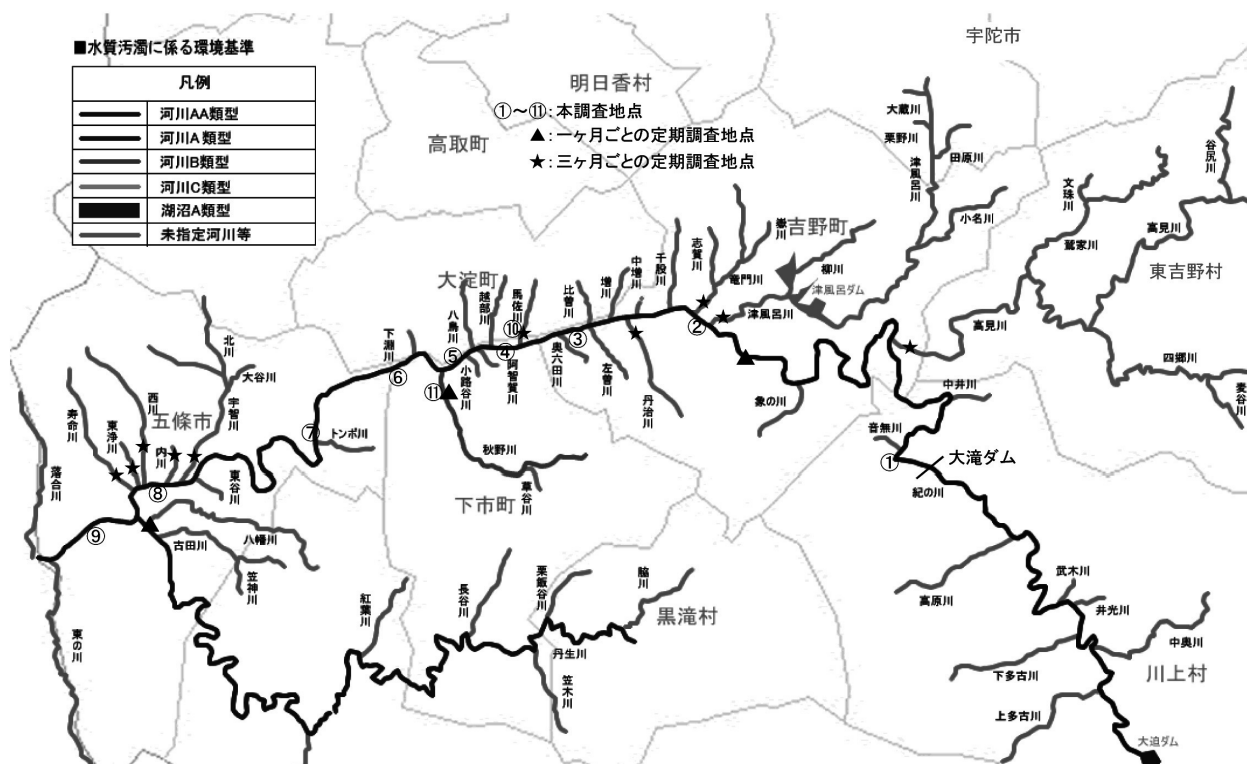 ■水質汚濁に係る環境基準
凡例
河川AA類型
河川A類型
河川B類型
河川C類型
湖沼A類型
未指定河川等
①～⑪：本調査地点
▲：一ヶ月ごとの定期調査地点
★：三ヶ月ごとの定期調査地点
宇陀市
明日香村
高取町
大淀町
吉野町
東吉野村
五條市
下市町
黒滝村
川上村
大蔵川
栗野川
田原川
津風呂川
小名川
文珠川
谷尻川
鷲家川
高見川
高見川
四郷川
麦谷川
志賀川
嶽川
竜門川
柳川
津風呂ダム
津風呂川
千股川
中増川
増川
比曽川
馬佐川
越部川
八鳥川
下淵川
小路谷川
阿智賀川
奥六田川
左曽川
丹治川
象の川
中井川
音無川
大滝ダム
紀の川
北川
大谷川
西川
宇智川
寿命川
東浄川
内川
東谷川
トンボ川
落合川
秋野川
草谷川
八幡川
古田川
笠神川
東の川
紅葉川
長谷川
栗飯谷川
脇川
丹生川
笠木川
高原川
武木川
井光川
中奥川
下多古川
上多古川
大迫ダム
①
②
③
④
⑤
⑥
⑦
⑧
⑨
⑩
⑪